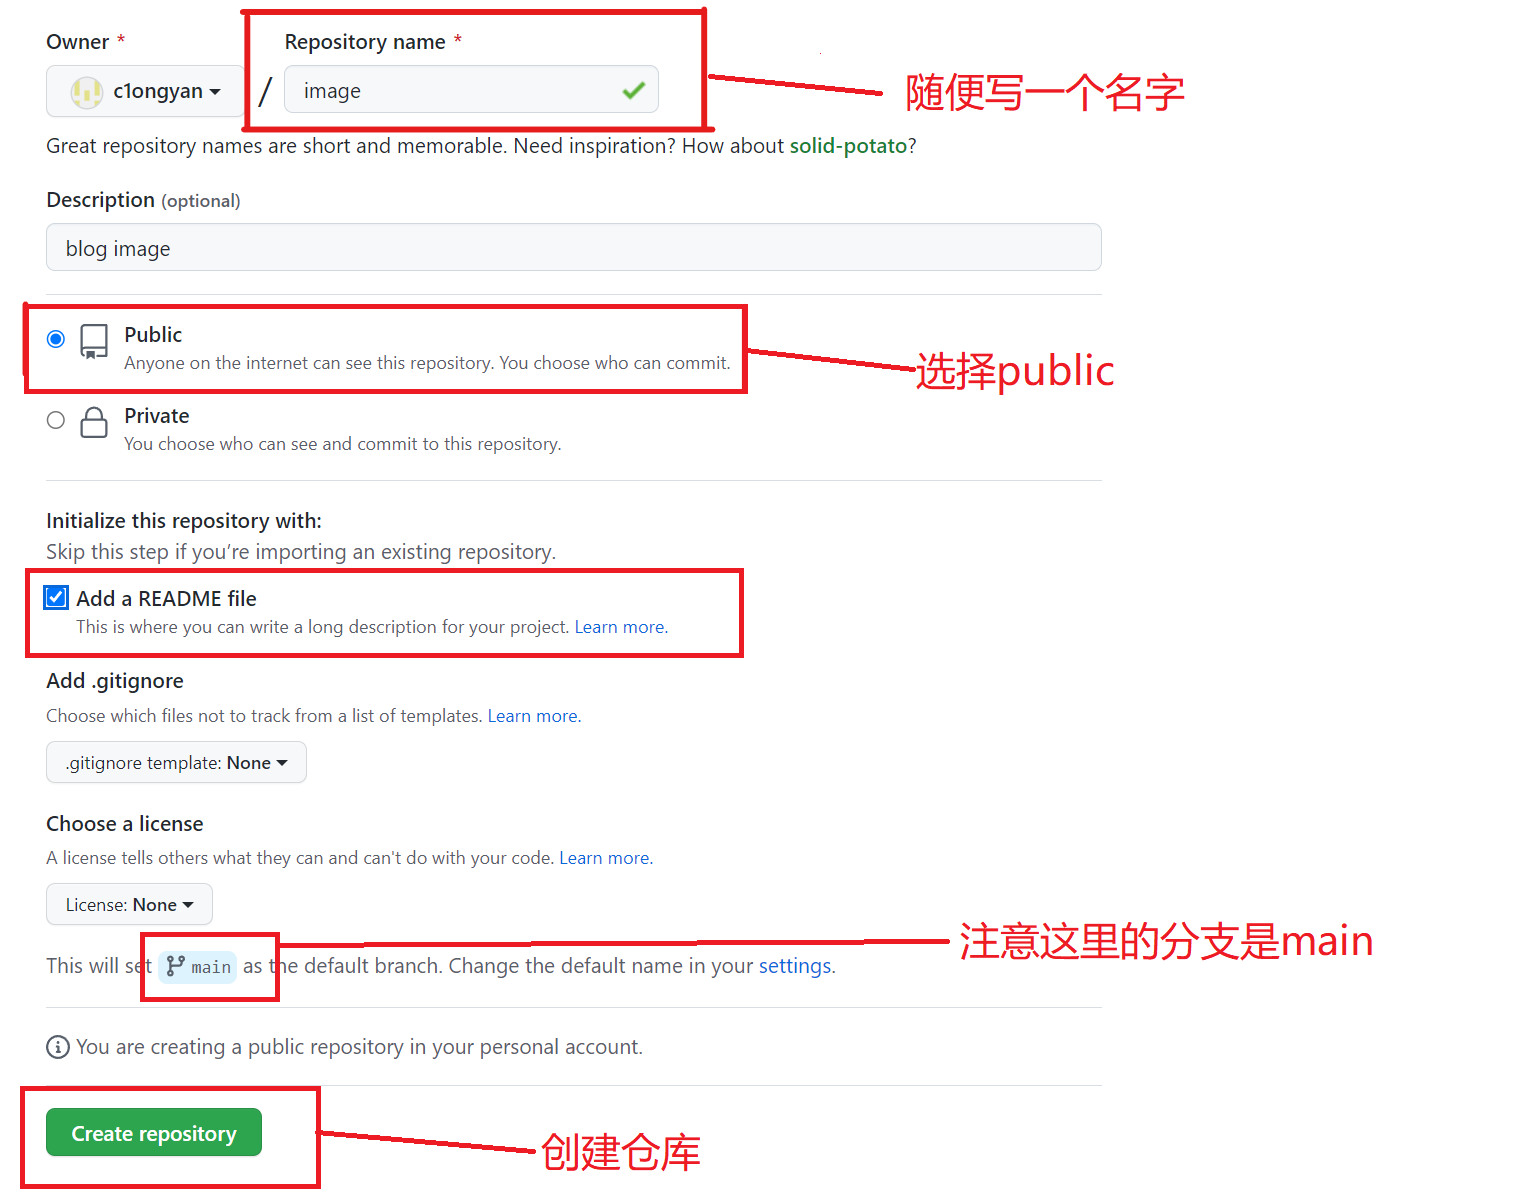 Owner *
Repository name *
c1ongyan
/
image
随便写一个名字
Great repository names are short and memorable. Need inspiration? How about solid-potato?
Description (optional)
blog image
Public
Anyone on the internet can see this repository. You choose who can commit.
选择public
Private
You choose who can see and commit to this repository.
Initialize this repository with:
Skip this step if you’re importing an existing repository.
Add a README file
This is where you can write a long description for your project. Learn more.
Add .gitignore
Choose which files not to track from a list of templates. Learn more.
.gitignore template: None
Choose a license
A license tells others what they can and can't do with your code. Learn more.
License: None
注意这里的分支是main
This will set main as the default branch. Change the default name in your settings.
You are creating a public repository in your personal account.
Create repository
创建仓库